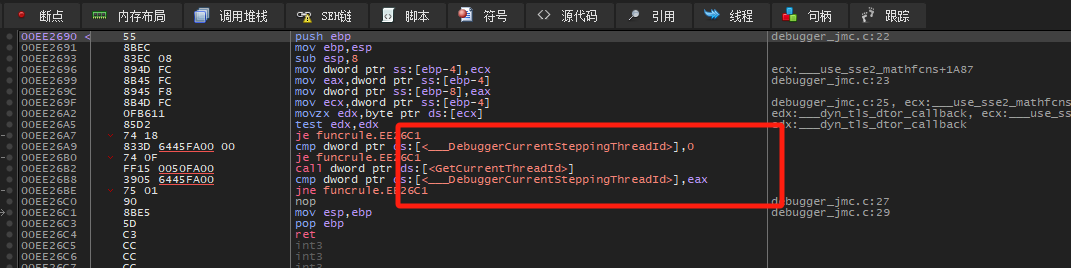 断点 内存布局 调用堆栈 SEH链 脚本 符号 源代码 引用 线程 句柄 跟踪
00EE2690 < 55 push ebp debugger_jmc.c:22
00EE2691 8BEC mov ebp,esp
00EE2693 83EC 08 sub esp,8
00EE2696 894D FC mov dword ptr ss:[ebp-4],ecx ecx:___use_sse2_mathfcns+1A87
00EE2699 8B45 FC mov eax,dword ptr ss:[ebp-4] debugger_jmc.c:23
00EE269C 8945 F8 mov dword ptr ss:[ebp-8],eax
00EE269F 8B4D FC mov ecx,dword ptr ss:[ebp-4] debugger_jmc.c:25, ecx:___use_sse2_mathfcns
00EE26A2 0FB611 movzx edx,byte ptr ds:[ecx] edx:___dyn_tls_dtor_callback, ecx:___use_ss
00EE26A5 85D2 test edx,edx edx:___dyn_tls_dtor_callback
00EE26A7 74 18 je funcrule.EE26C1
00EE26A9 833D 6445FA00 00 cmp dword ptr ds:[<___DebuggerCurrentSteppingThreadId>],0
00EE26B0 74 0F je funcrule.EE26C1
00EE26B2 FF15 0050FA00 call dword ptr ds:[<GetCurrentThreadId>]
00EE26B8 3905 6445FA00 cmp dword ptr ds:[<___DebuggerCurrentSteppingThreadId>],eax
00EE26BE 75 01 jne funcrule.EE26C1
00EE26C0 90 nop debugger_jmc.c:27
00EE26C1 8BE5 mov esp,ebp debugger_jmc.c:29
00EE26C3 5D pop ebp
00EE26C4 C3 ret
00EE26C5 CC int3
00EE26C6 CC int3
00EE26C7 CC int3